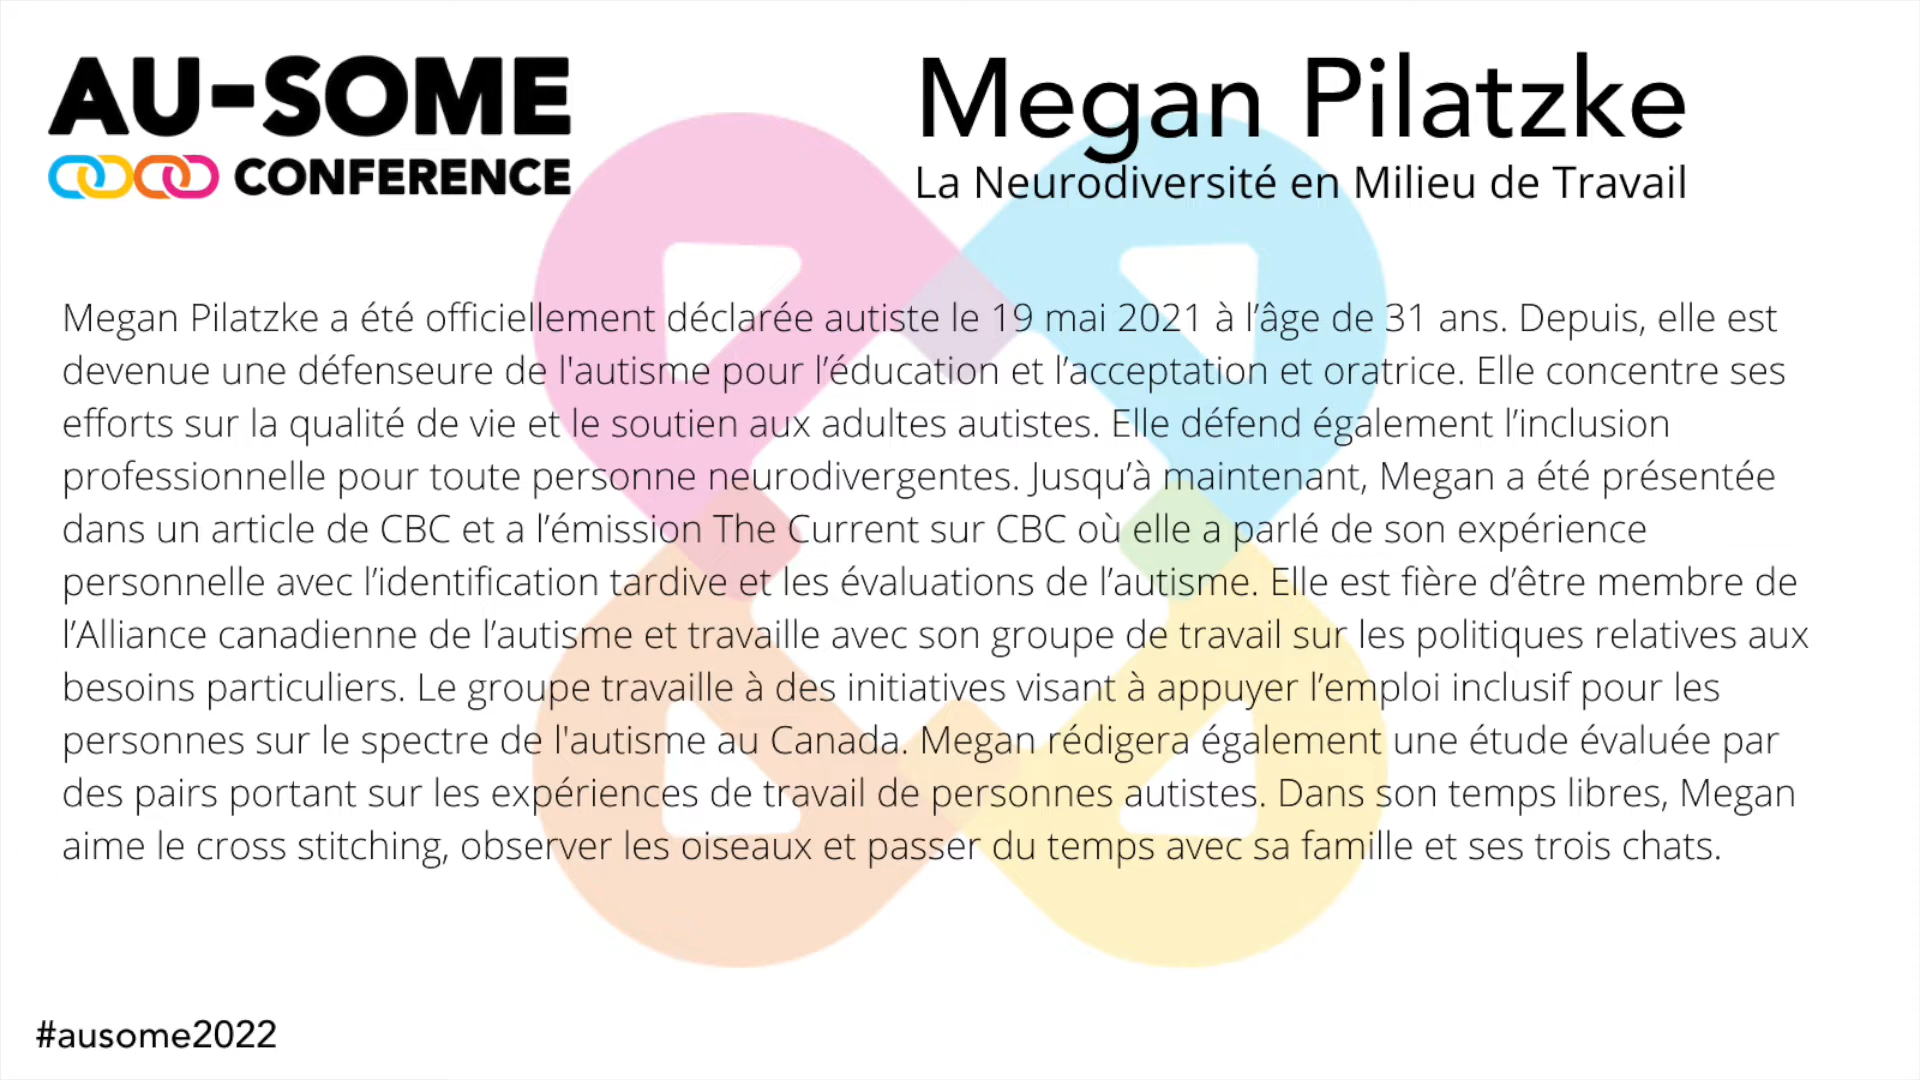 AU-SOME
CONFERENCE
Megan Pilatzke
La Neurodiversité en Milieu de Travail
Megan Pilatzke a été officiellement déclarée autiste le 19 mai 2021 à l’âge de 31 ans. Depuis, elle est
devenue une défenseure de l'autisme pour l’éducation et l’acceptation et oratrice. Elle concentre ses
efforts sur la qualité de vie et le soutien aux adultes autistes. Elle défend également l’inclusion
professionnelle pour toute personne neurodivergentes. Jusqu’à maintenant, Megan a été présentée
dans un article de CBC et a l’émission The Current sur CBC où elle a parlé de son expérience
personnelle avec l’identification tardive et les évaluations de l’autisme. Elle est fière d’être membre de
l’Alliance canadienne de l’autisme et travaille avec son groupe de travail sur les politiques relatives aux
besoins particuliers. Le groupe travaille à des initiatives visant à appuyer l’emploi inclusif pour les
personnes sur le spectre de l'autisme au Canada. Megan rédigera également une étude évaluée par
des pairs portant sur les expériences de travail de personnes autistes. Dans son temps libres, Megan
aime le cross stitching, observer les oiseaux et passer du temps avec sa famille et ses trois chats.
#ausome2022